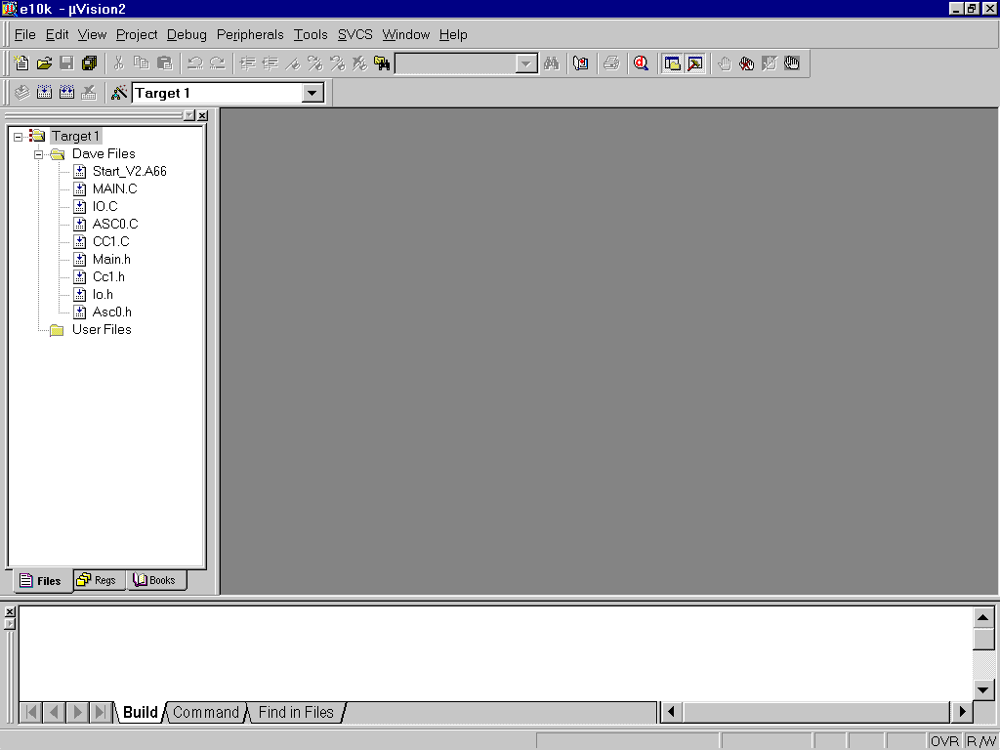 e10k - µVision2
File Edit View Project Debug Peripherals Tools SVCS Window Help
Target 1
Target 1
Dave Files
Start_V2.A66
MAIN.C
IO.C
ASC0.C
CC1.C
Main.h
Cc1.h
Io.h
Asc0.h
User Files
Files Regs Books
Build Command Find in Files
OVR R/W